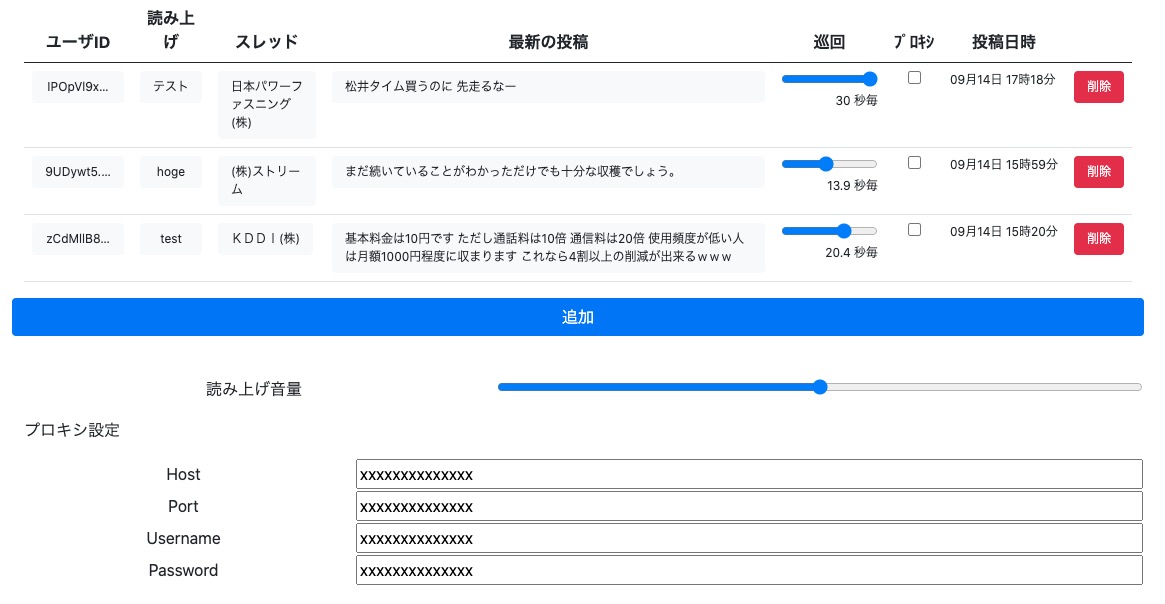 ユーザID 読み上げ スレッド 最新の投稿 巡回 ﾌﾟﾛｷｼ 投稿日時
IPOpVI9x... テスト 日本パワーファスニング(株) 松井タイム買うのに 先走るなー 30 秒毎 09月14日 17時18分 削除
9UDywt5.... hoge (株)ストリーム まだ続いていることがわかっただけでも十分な収穫でしょう。 13.9 秒毎 09月14日 15時59分 削除
zCdMIlB8... test ＫＤＤＩ(株) 基本料金は10円です ただし通話料は10倍 通信料は20倍 使用頻度が低い人は月額1000円程度に収まります これなら4割以上の削減が出来るｗｗｗ 20.4 秒毎 09月14日 15時20分 削除
追加
読み上げ音量
プロキシ設定
Host xxxxxxxxxxxxxx
Port xxxxxxxxxxxxxx
Username xxxxxxxxxxxxxx
Password xxxxxxxxxxxxxx